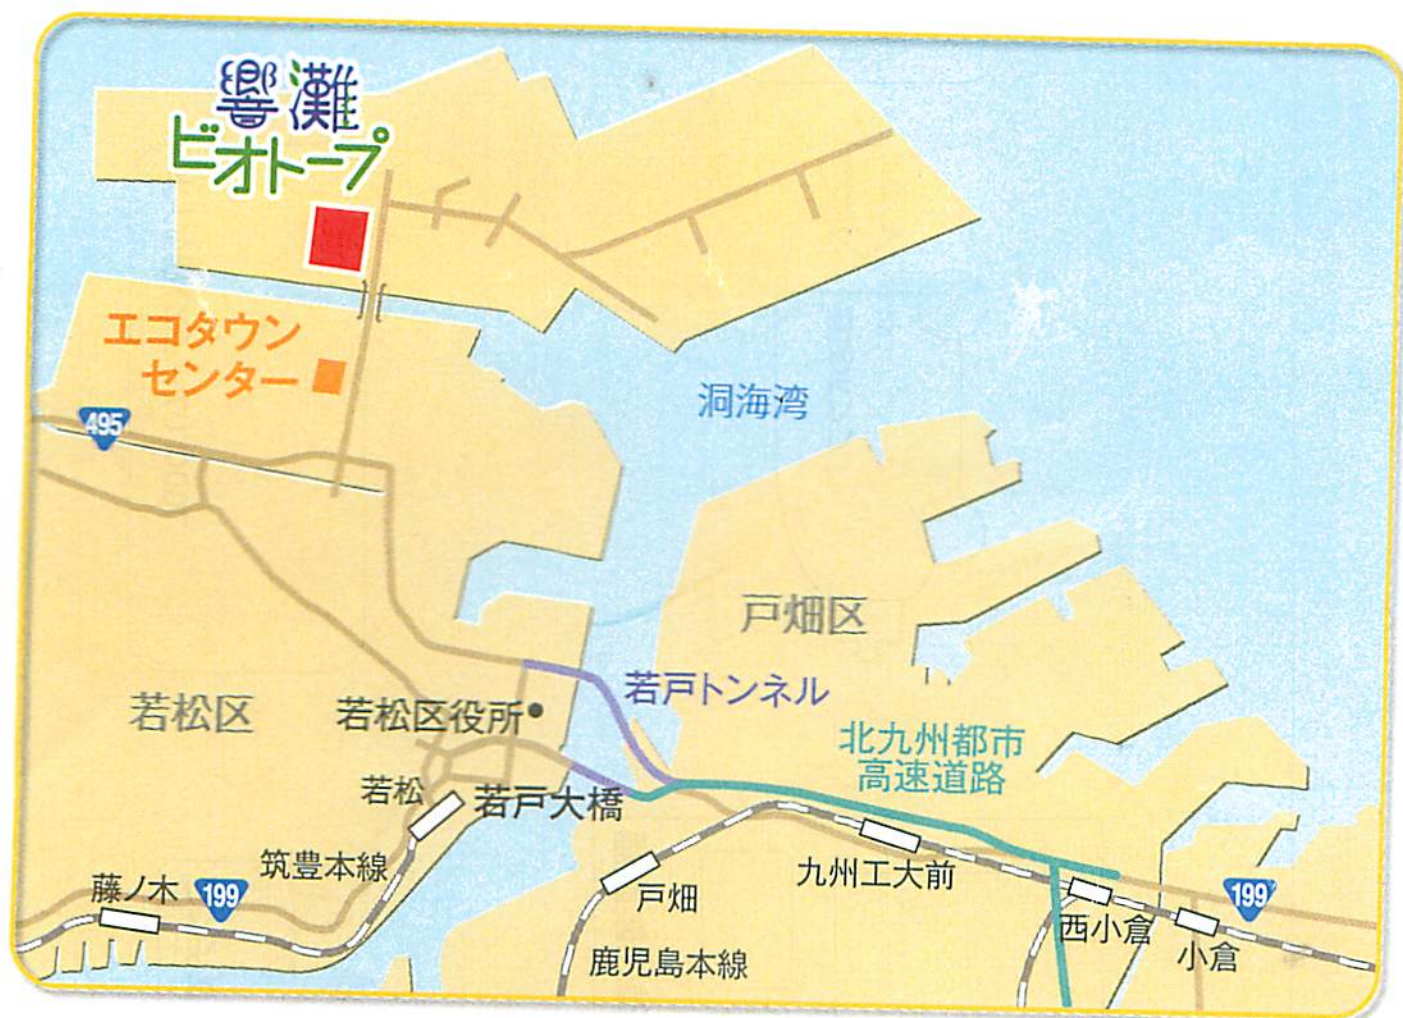 響灘
ビオトープ
エコタウン
センター
495
洞海湾
戸畑区
若戸トンネル
若松区
若松区役所
北九州都市
高速道路
若松
若戸大橋
筑豊本線
藤ノ木
199
九州工大前
戸畑
199
西小倉
小倉
鹿児島本線